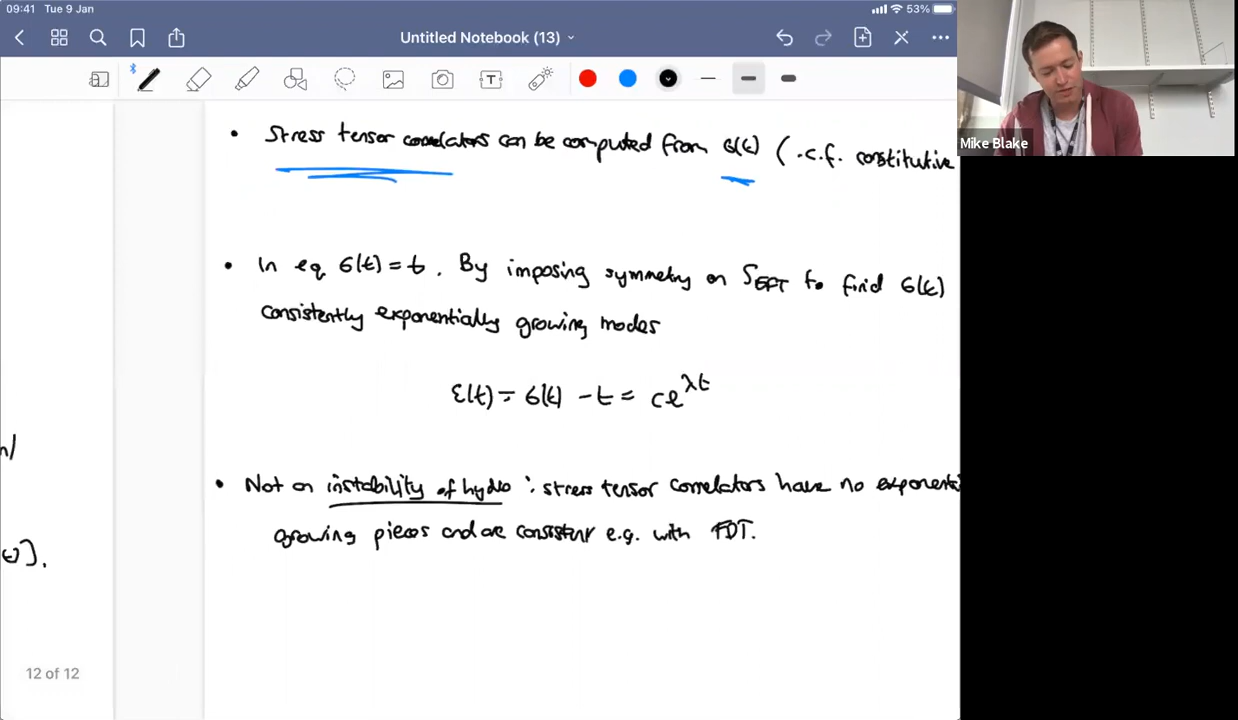 09:41 Tue 9 Jan
53%
Untitled Notebook (13)
T
Mike Blake
• Stress tensor correlators can be computed from σ(t) ( .c.f. constitutive
• In eq σ(t) = t. By imposing symmetry on S_EFT to find σ(t)
consistently exponentially growing modes
ε(t) = σ(t) - t = ce^{λt}
• Not an instability of hydro : stress tensor correlators have no exponenti
growing pieces and are consistent e.g. with FDT.
12 of 12